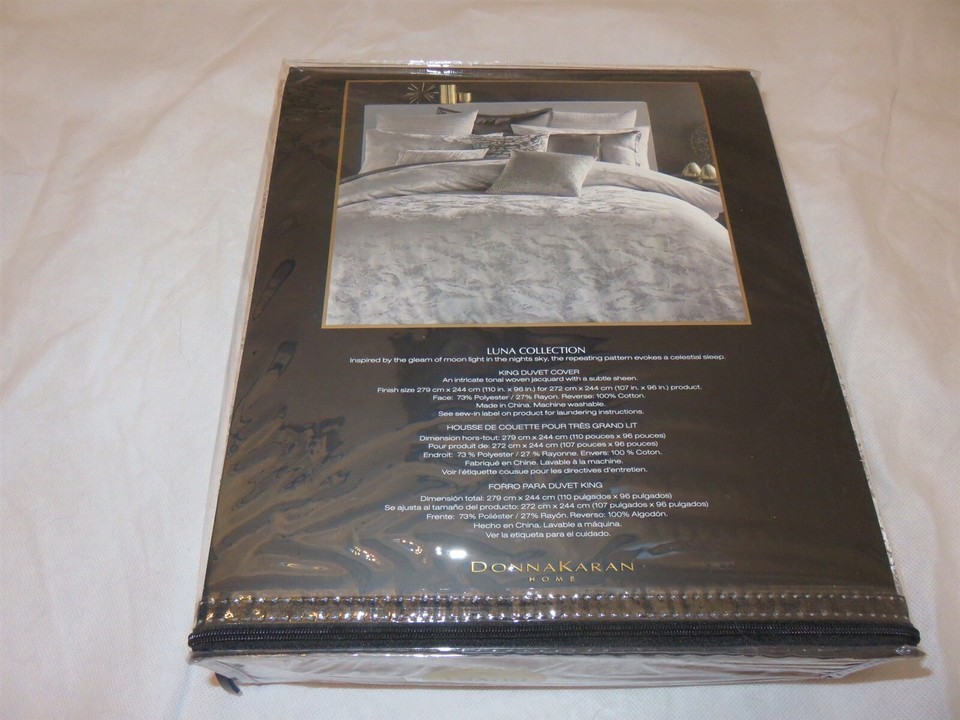 LUNA COLLECTION
Inspired by the gleam of moon light in the nights sky, the repeating pattern evokes a celestial sleep.
KING DUVET COVER
An intricate tonal woven jacquard with a subtle sheen.
Finish size 279 cm x 244 cm (110 in. x 96 in.) for 272 cm x 244 cm (107 in. x 96 in.) product.
Face: 73% Polyester / 27% Rayon. Reverse: 100% Cotton.
Made in China. Machine washable.
See sew-in label on product for laundering instructions.
HOUSSE DE COUETTE POUR TRÈS GRAND LIT
Dimension hors-tout: 279 cm x 244 cm (110 pouces x 96 pouces)
Pour produit de: 272 cm x 244 cm (107 pouces x 96 pouces)
Endroit: 73 % Polyester / 27 % Rayonne. Envers: 100 % Coton.
Fabriqué en Chine. Lavable à la machine.
Voir l'étiquette cousue pour les directives d'entretien.
FORRO PARA DUVET KING
Dimensión total: 279 cm x 244 cm (110 pulgados x 96 pulgados)
Se ajusta al tamaño del producto: 272 cm x 244 cm (107 pulgados x 96 pulgados)
Frente: 73% Poliéster / 27% Rayón. Reverso: 100% Algodón.
Hecho en China. Lavable a máquina.
Ver la etiqueta para el cuidado.
DONNAKARAN
HOME